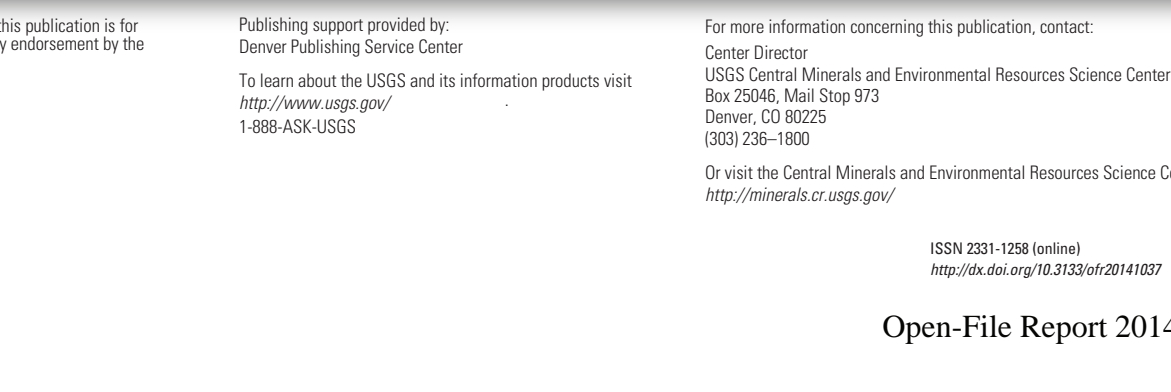 his publication is for
y endorsement by the
Publishing support provided by:
Denver Publishing Service Center
To learn about the USGS and its information products visit
http://www.usgs.gov/ .
1-888-ASK-USGS
For more information concerning this publication, contact:
Center Director
USGS Central Minerals and Environmental Resources Science Center
Box 25046, Mail Stop 973
Denver, CO 80225
(303) 236–1800
Or visit the Central Minerals and Environmental Resources Science C
http://minerals.cr.usgs.gov/
ISSN 2331-1258 (online)
http://dx.doi.org/10.3133/ofr20141037
Open-File Report 2014